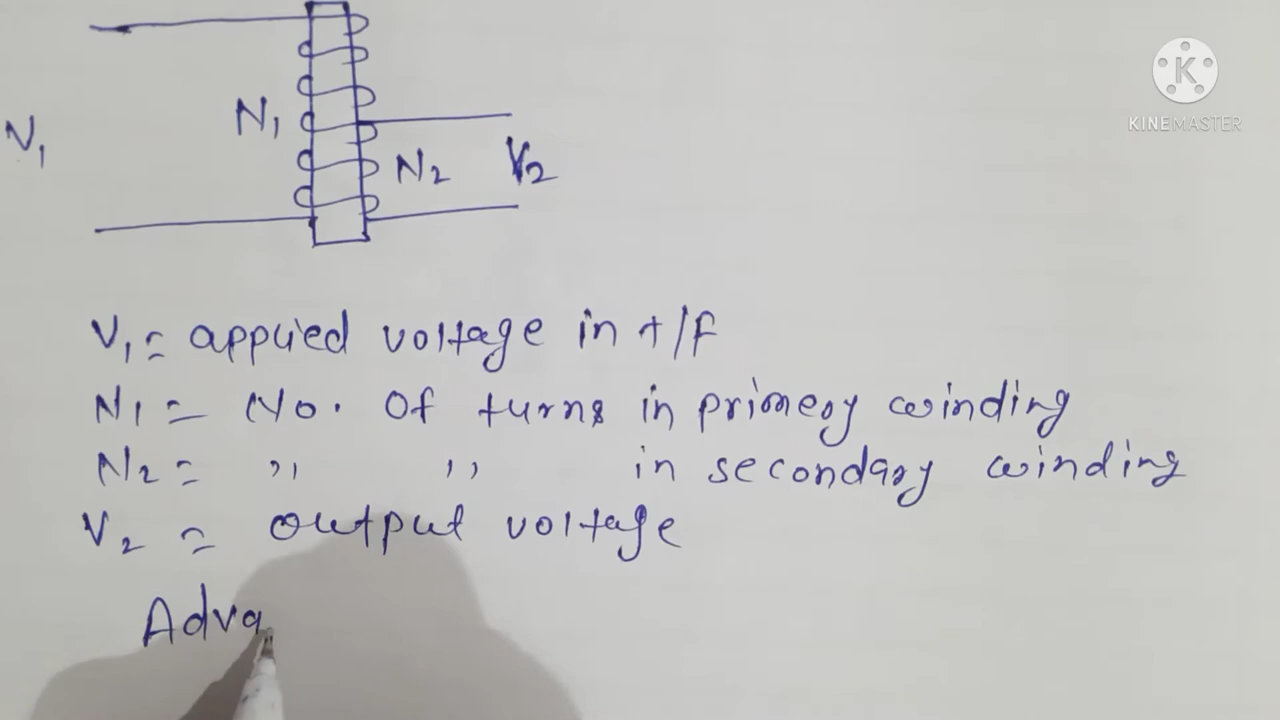 V1
N1
N2
V2
K
KINEMASTER
V1 = applied voltage in t/f
N1 = No. of turns in primery winding
N2 = ,, ,, in secondary winding
V2 = output voltage
Adva